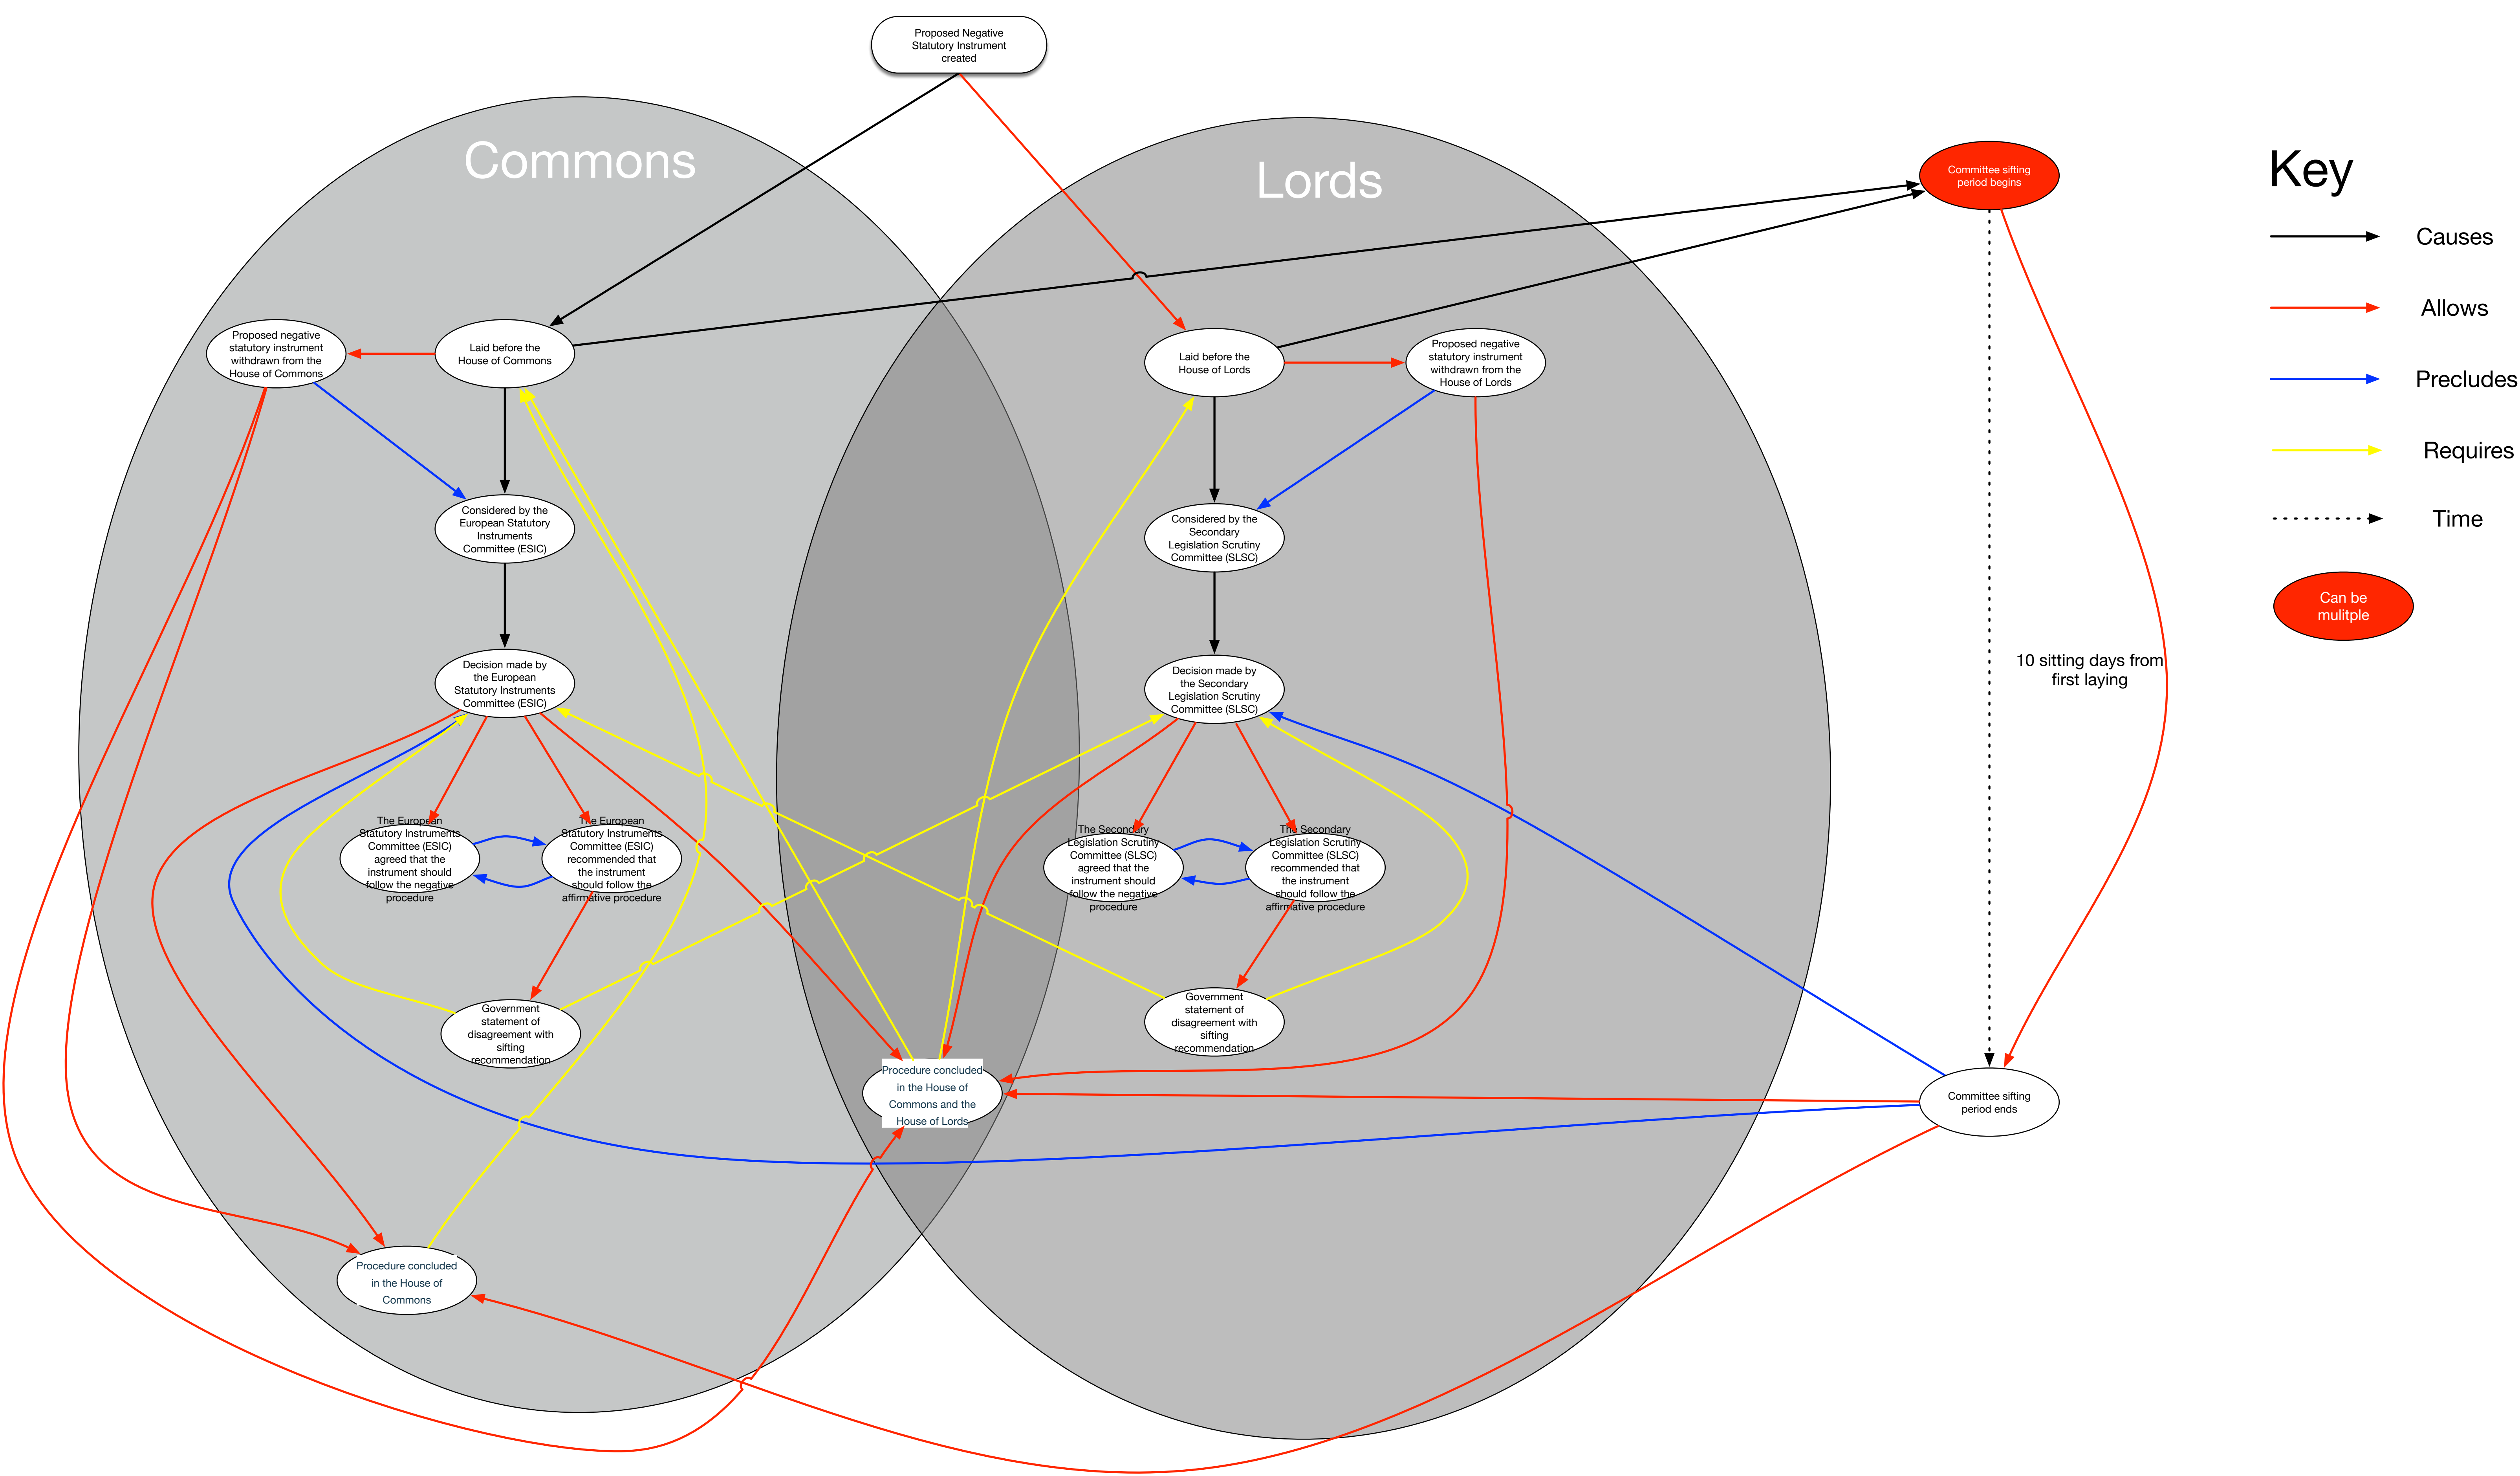 Proposed Negative
Statutory Instrument
created
Commons
Lords
Committee sifting
period begins
Key
Causes
Allows
Precludes
Requires
Time
Can be
mulitple
Proposed negative
statutory instrument
withdrawn from the
House of Commons
Laid before the
House of Commons
Laid before the
House of Lords
Proposed negative
statutory instrument
withdrawn from the
House of Lords
Considered by the
European Statutory
Instruments
Committee (ESIC)
Considered by the
Secondary
Legislation Scrutiny
Committee (SLSC)
Decision made by
the European
Statutory Instruments
Committee (ESIC)
Decision made by
the Secondary
Legislation Scrutiny
Committee (SLSC)
10 sitting days from
first laying
The European
Statutory Instruments
Committee (ESIC)
agreed that the
instrument should
follow the negative
procedure
The European
Statutory Instruments
Committee (ESIC)
recommended that
the instrument
should follow the
affirmative procedure
The Secondary
Legislation Scrutiny
Committee (SLSC)
agreed that the
instrument should
follow the negative
procedure
The Secondary
Legislation Scrutiny
Committee (SLSC)
recommended that
the instrument
should follow the
affirmative procedure
Government
statement of
disagreement with
sifting
recommendation
Government
statement of
disagreement with
sifting
recommendation
Procedure concluded
in the House of
Commons and the
House of Lords
Committee sifting
period ends
Procedure concluded
in the House of
Commons